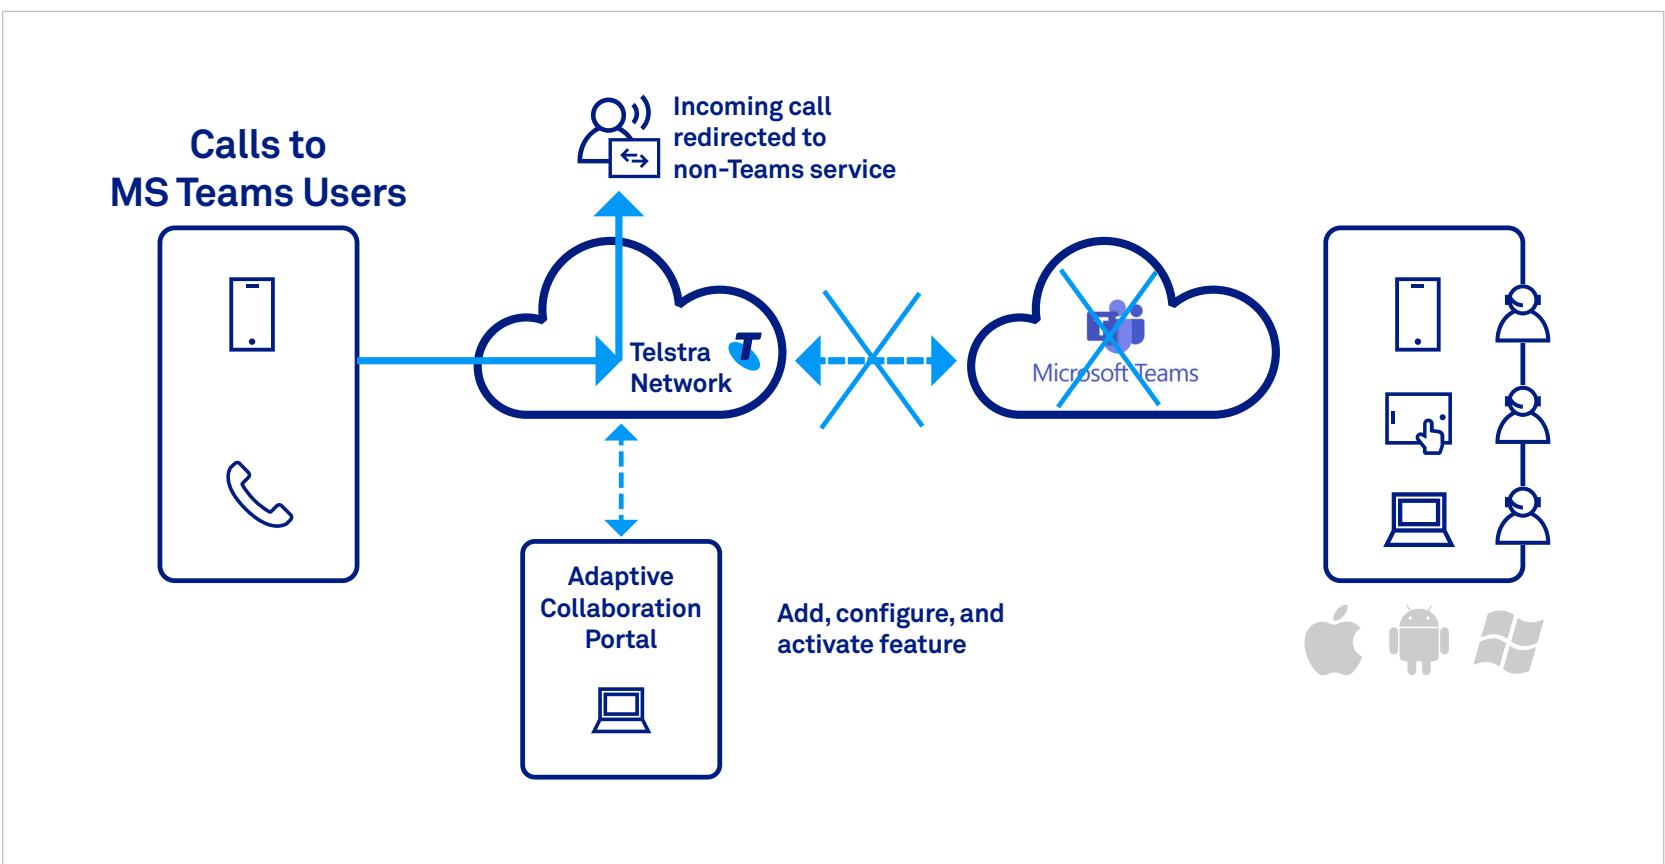 Calls to
MS Teams Users
Incoming call
redirected to
non-Teams service
Telstra
Network
T
Microsoft Teams
Adaptive
Collaboration
Portal
Add, configure, and
activate feature